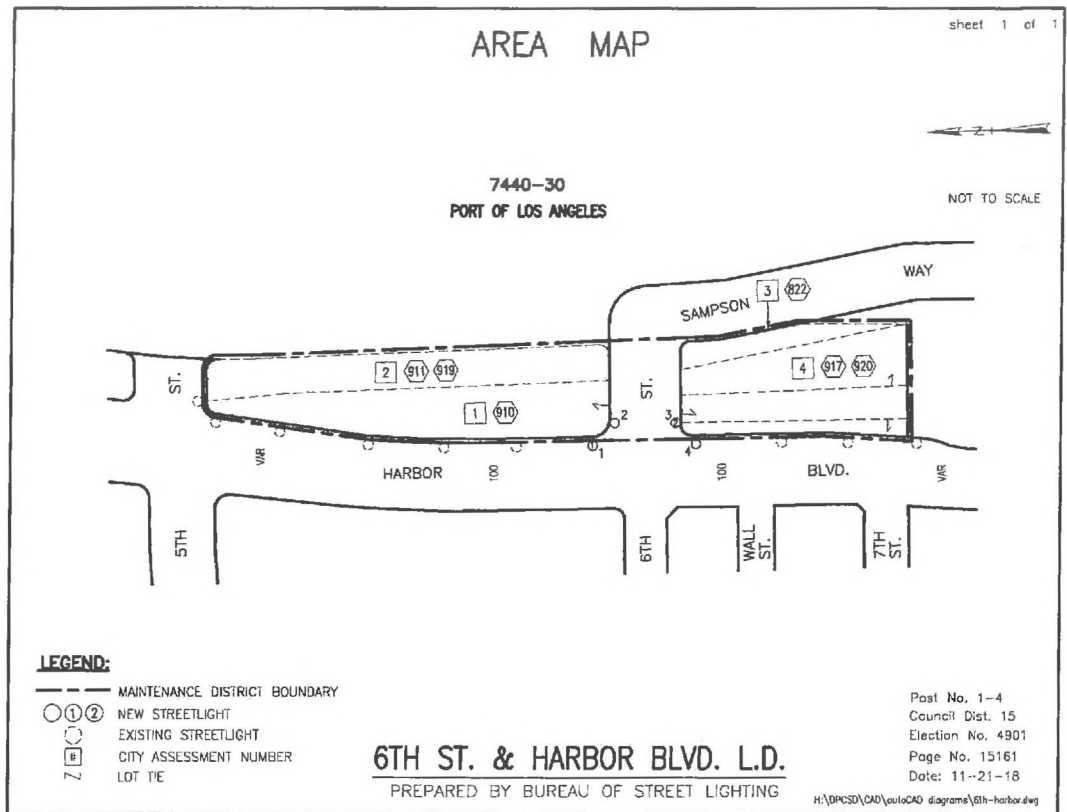 sheet 1 of 1
AREA MAP
Z
NOT TO SCALE
7440-30
PORT OF LOS ANGELES
WAY
SAMPSON
3 822
ST.
2 911 919
4 917 920
ST.
1 910
2
3
1
4
VAR
HARBOR
100
100
BLVD.
VAR
5TH
6TH
WALL ST.
7TH ST.
LEGEND:
MAINTENANCE DISTRICT BOUNDARY
1 2 NEW STREETLIGHT
EXISTING STREETLIGHT
# CITY ASSESSMENT NUMBER
Z LOT TIE
6TH ST. & HARBOR BLVD. L.D.
PREPARED BY BUREAU OF STREET LIGHTING
Post No. 1-4
Council Dist. 15
Election No. 4901
Page No. 15161
Date: 11-21-18
H:\DPCSD\CAD\autoCAD diagrams\6th-harbor.dwg